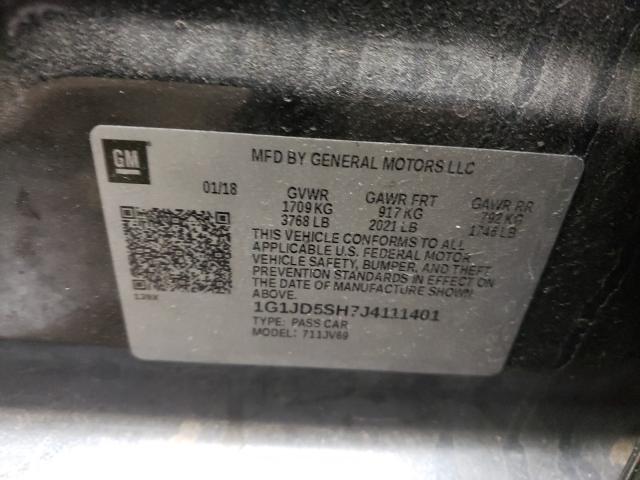 GM
MFD BY GENERAL MOTORS LLC
01/18 GVWR GAWR FRT GAWR RR
1709 KG 917 KG 792 KG
3768 LB 2021 LB 1746 LB
THIS VEHICLE CONFORMS TO ALL
APPLICABLE U.S. FEDERAL MOTOR
VEHICLE SAFETY, BUMPER, AND THEFT
PREVENTION STANDARDS IN EFFECT ON
THE DATE OF MANUFACTURE SHOWN
ABOVE.
1G1JD5SH7J4111401
TYPE: PASS CAR
MODEL: 711JV69